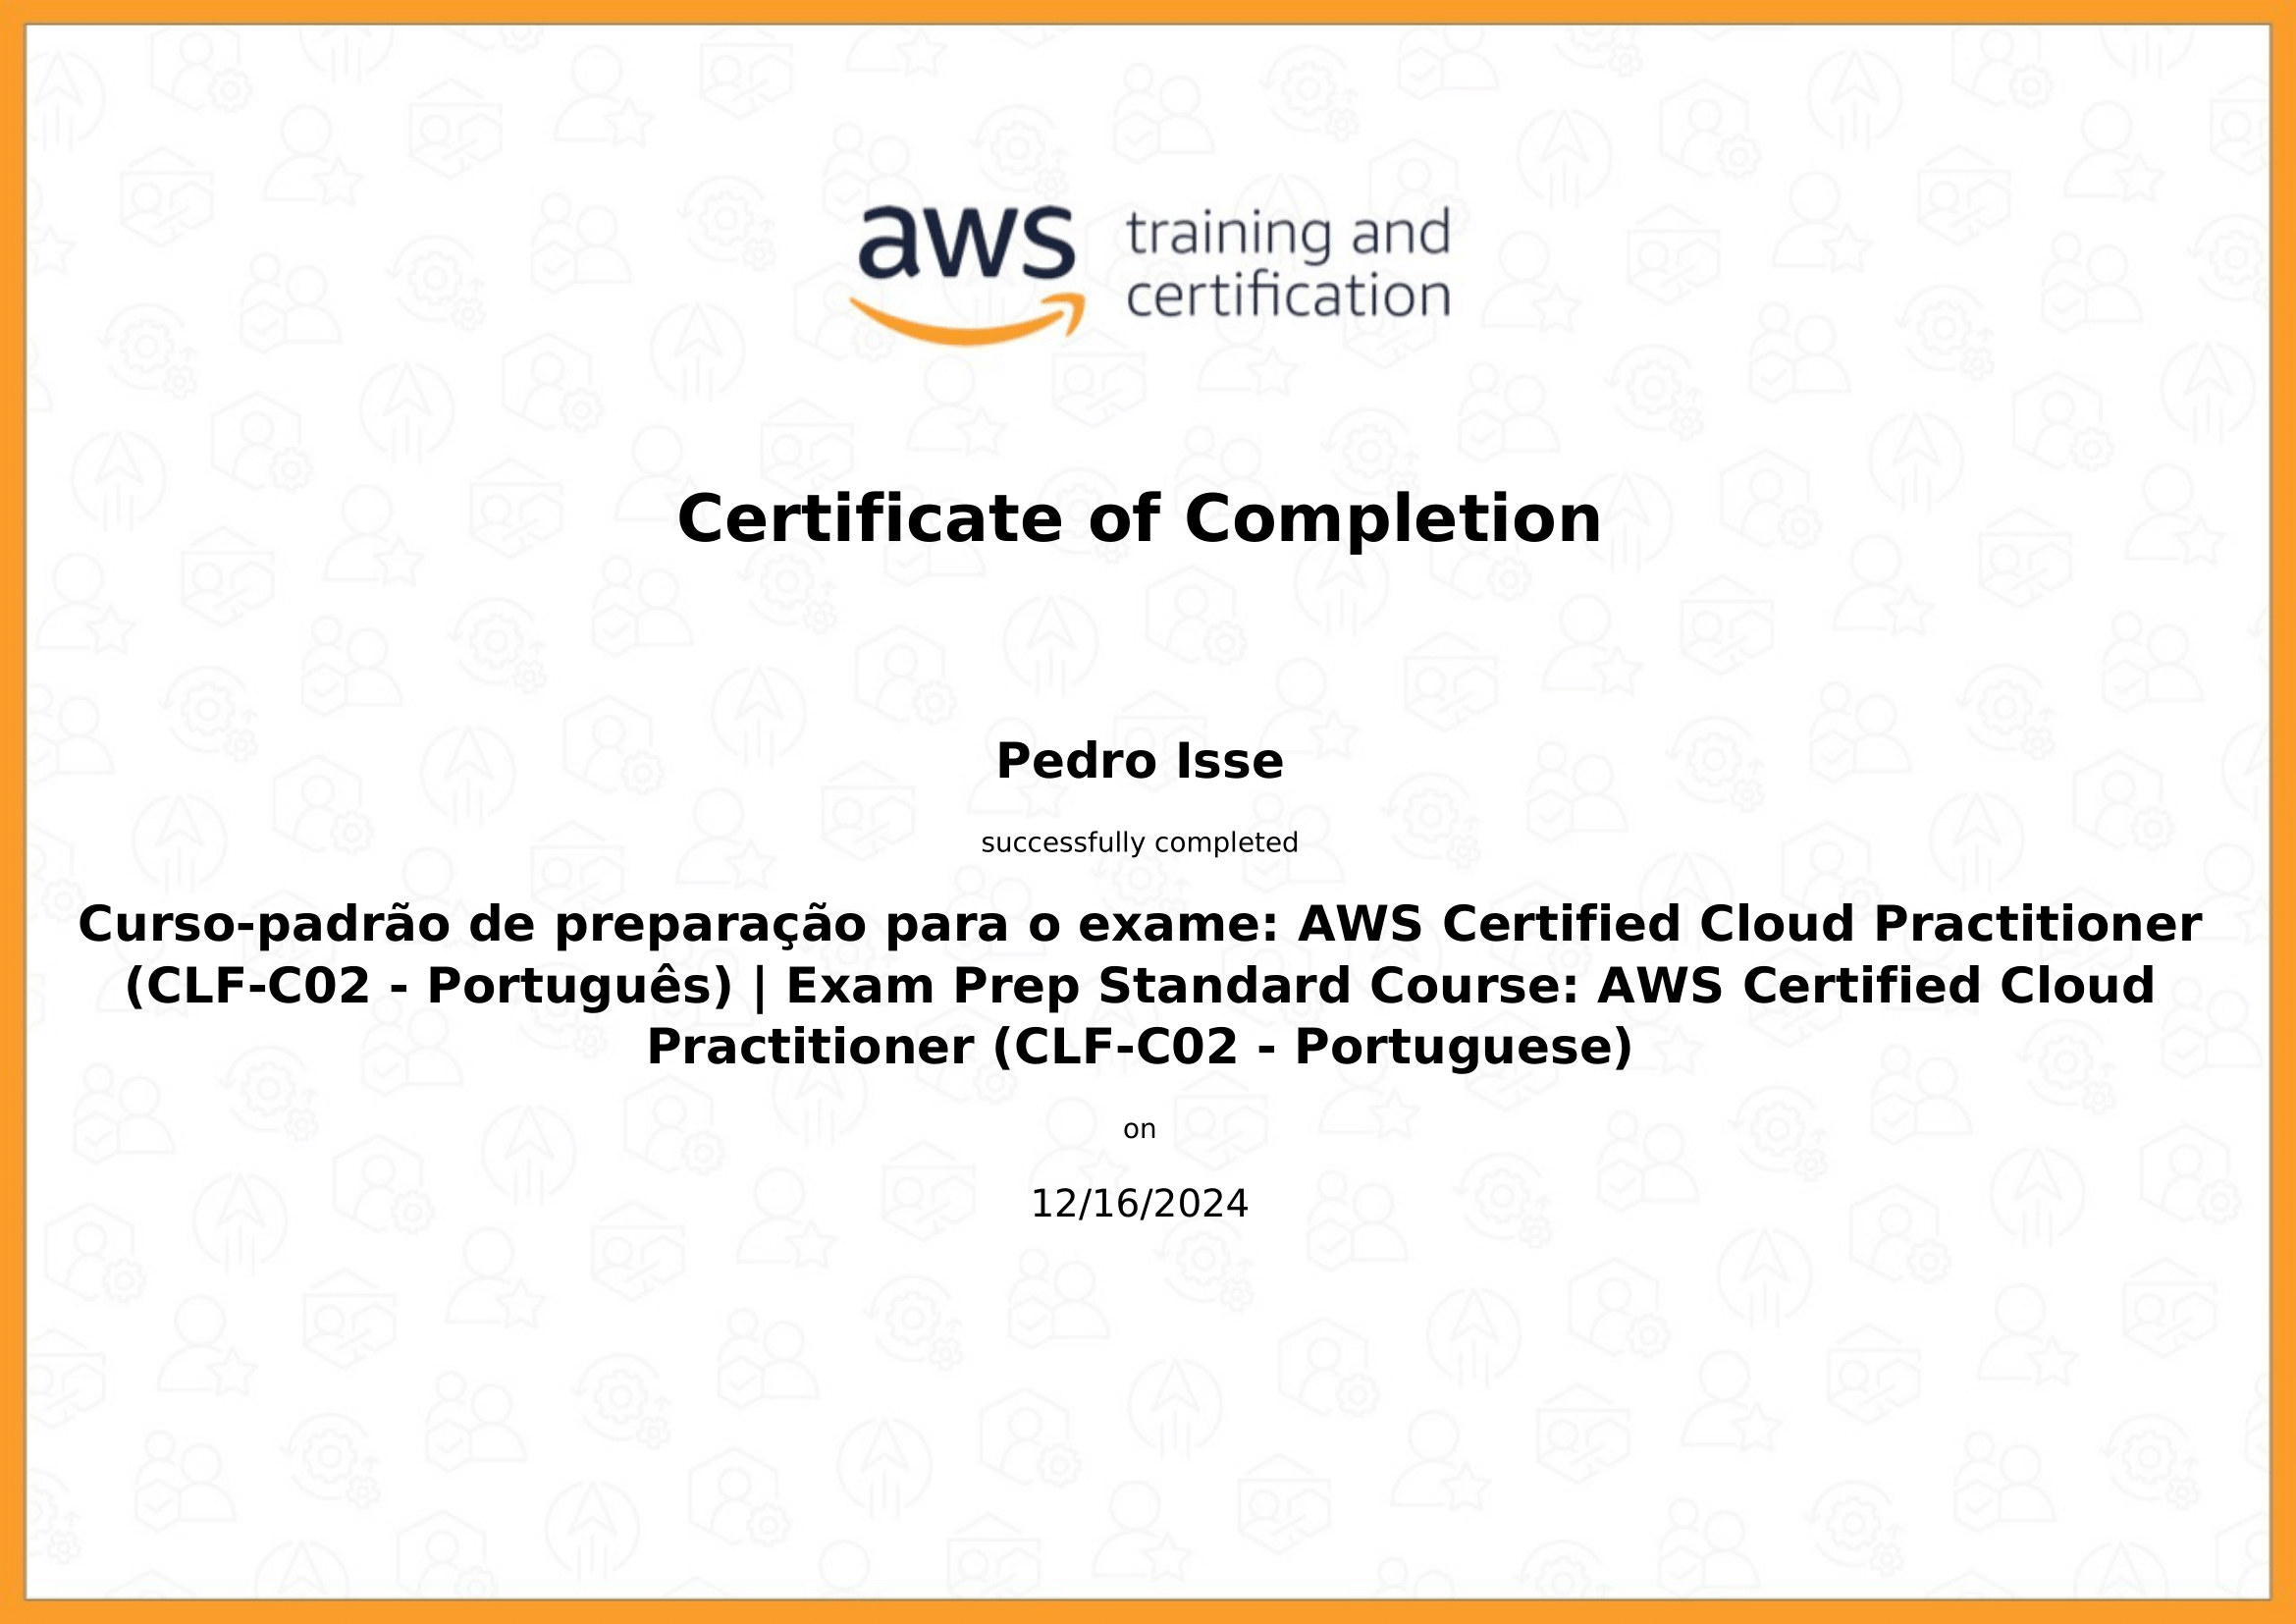 aws training and
certification
Certificate of Completion
Pedro Isse
successfully completed
Curso-padrão de preparação para o exame: AWS Certified Cloud Practitioner
(CLF-C02 - Português) | Exam Prep Standard Course: AWS Certified Cloud
Practitioner (CLF-C02 - Portuguese)
on
12/16/2024